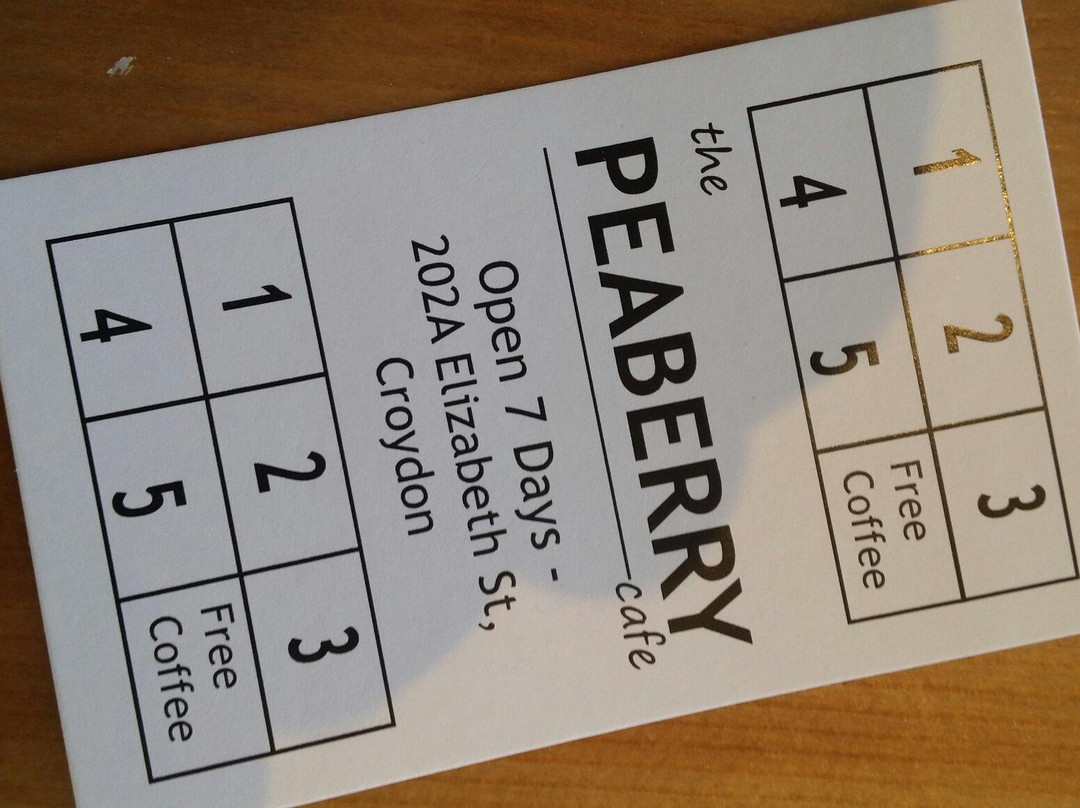 1 2 3
4 5 Free
Coffee
the
PEABERRY
cafe
Open 7 Days -
202A Elizabeth St,
Croydon
1 2 3
4 5 Free
Coffee